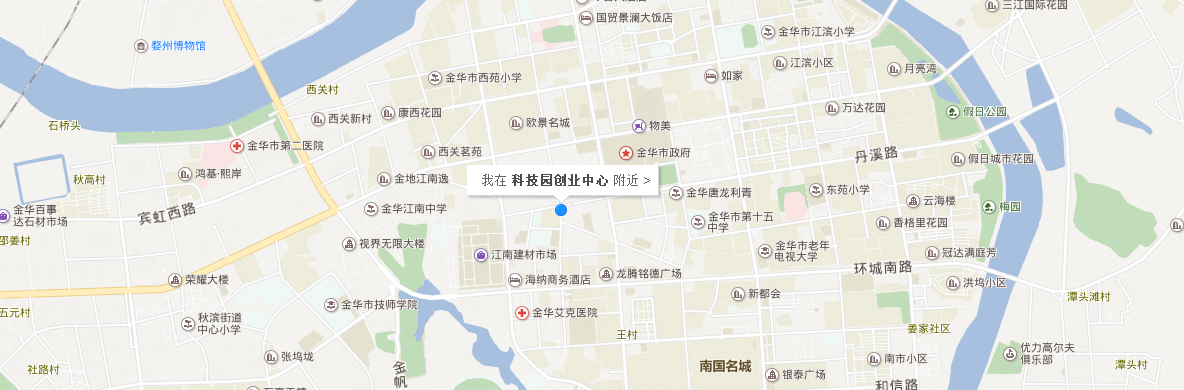 国贸景澜大饭店
三江国际花园
婺州博物馆
金华市江滨小学
江滨小区
月亮湾
金华市西苑小学
如家
西关村
石桥头
西关新村
康西花园
欧景名城
物美
万达花园
假日公园
金华市第二医院
西关茗苑
金华市政府
丹溪路
假日城市花园
秋高村
鸿基·熙岸
金地江南逸
我在 科技园创业中心 附近 >
金华唐龙利青
东苑小学
云海楼
梅园
金华百事
达石材市场
宾虹西路
金华江南中学
金华市第十五
中学
香格里花园
邵姜村
视界无限大楼
江南建材市场
金华市老年
电视大学
冠达满庭芳
荣耀大楼
海纳商务酒店
龙腾铭德广场
环城南路
洪坞小区
潭头滩村
新都会
五元村
秋滨街道
中心小学
金华市技师学院
金华艾克医院
王村
姜家社区
张坞垅
金
帆
南国名城
南市小区
优力高尔夫
俱乐部
潭头村
社路村
银泰广场
和信路